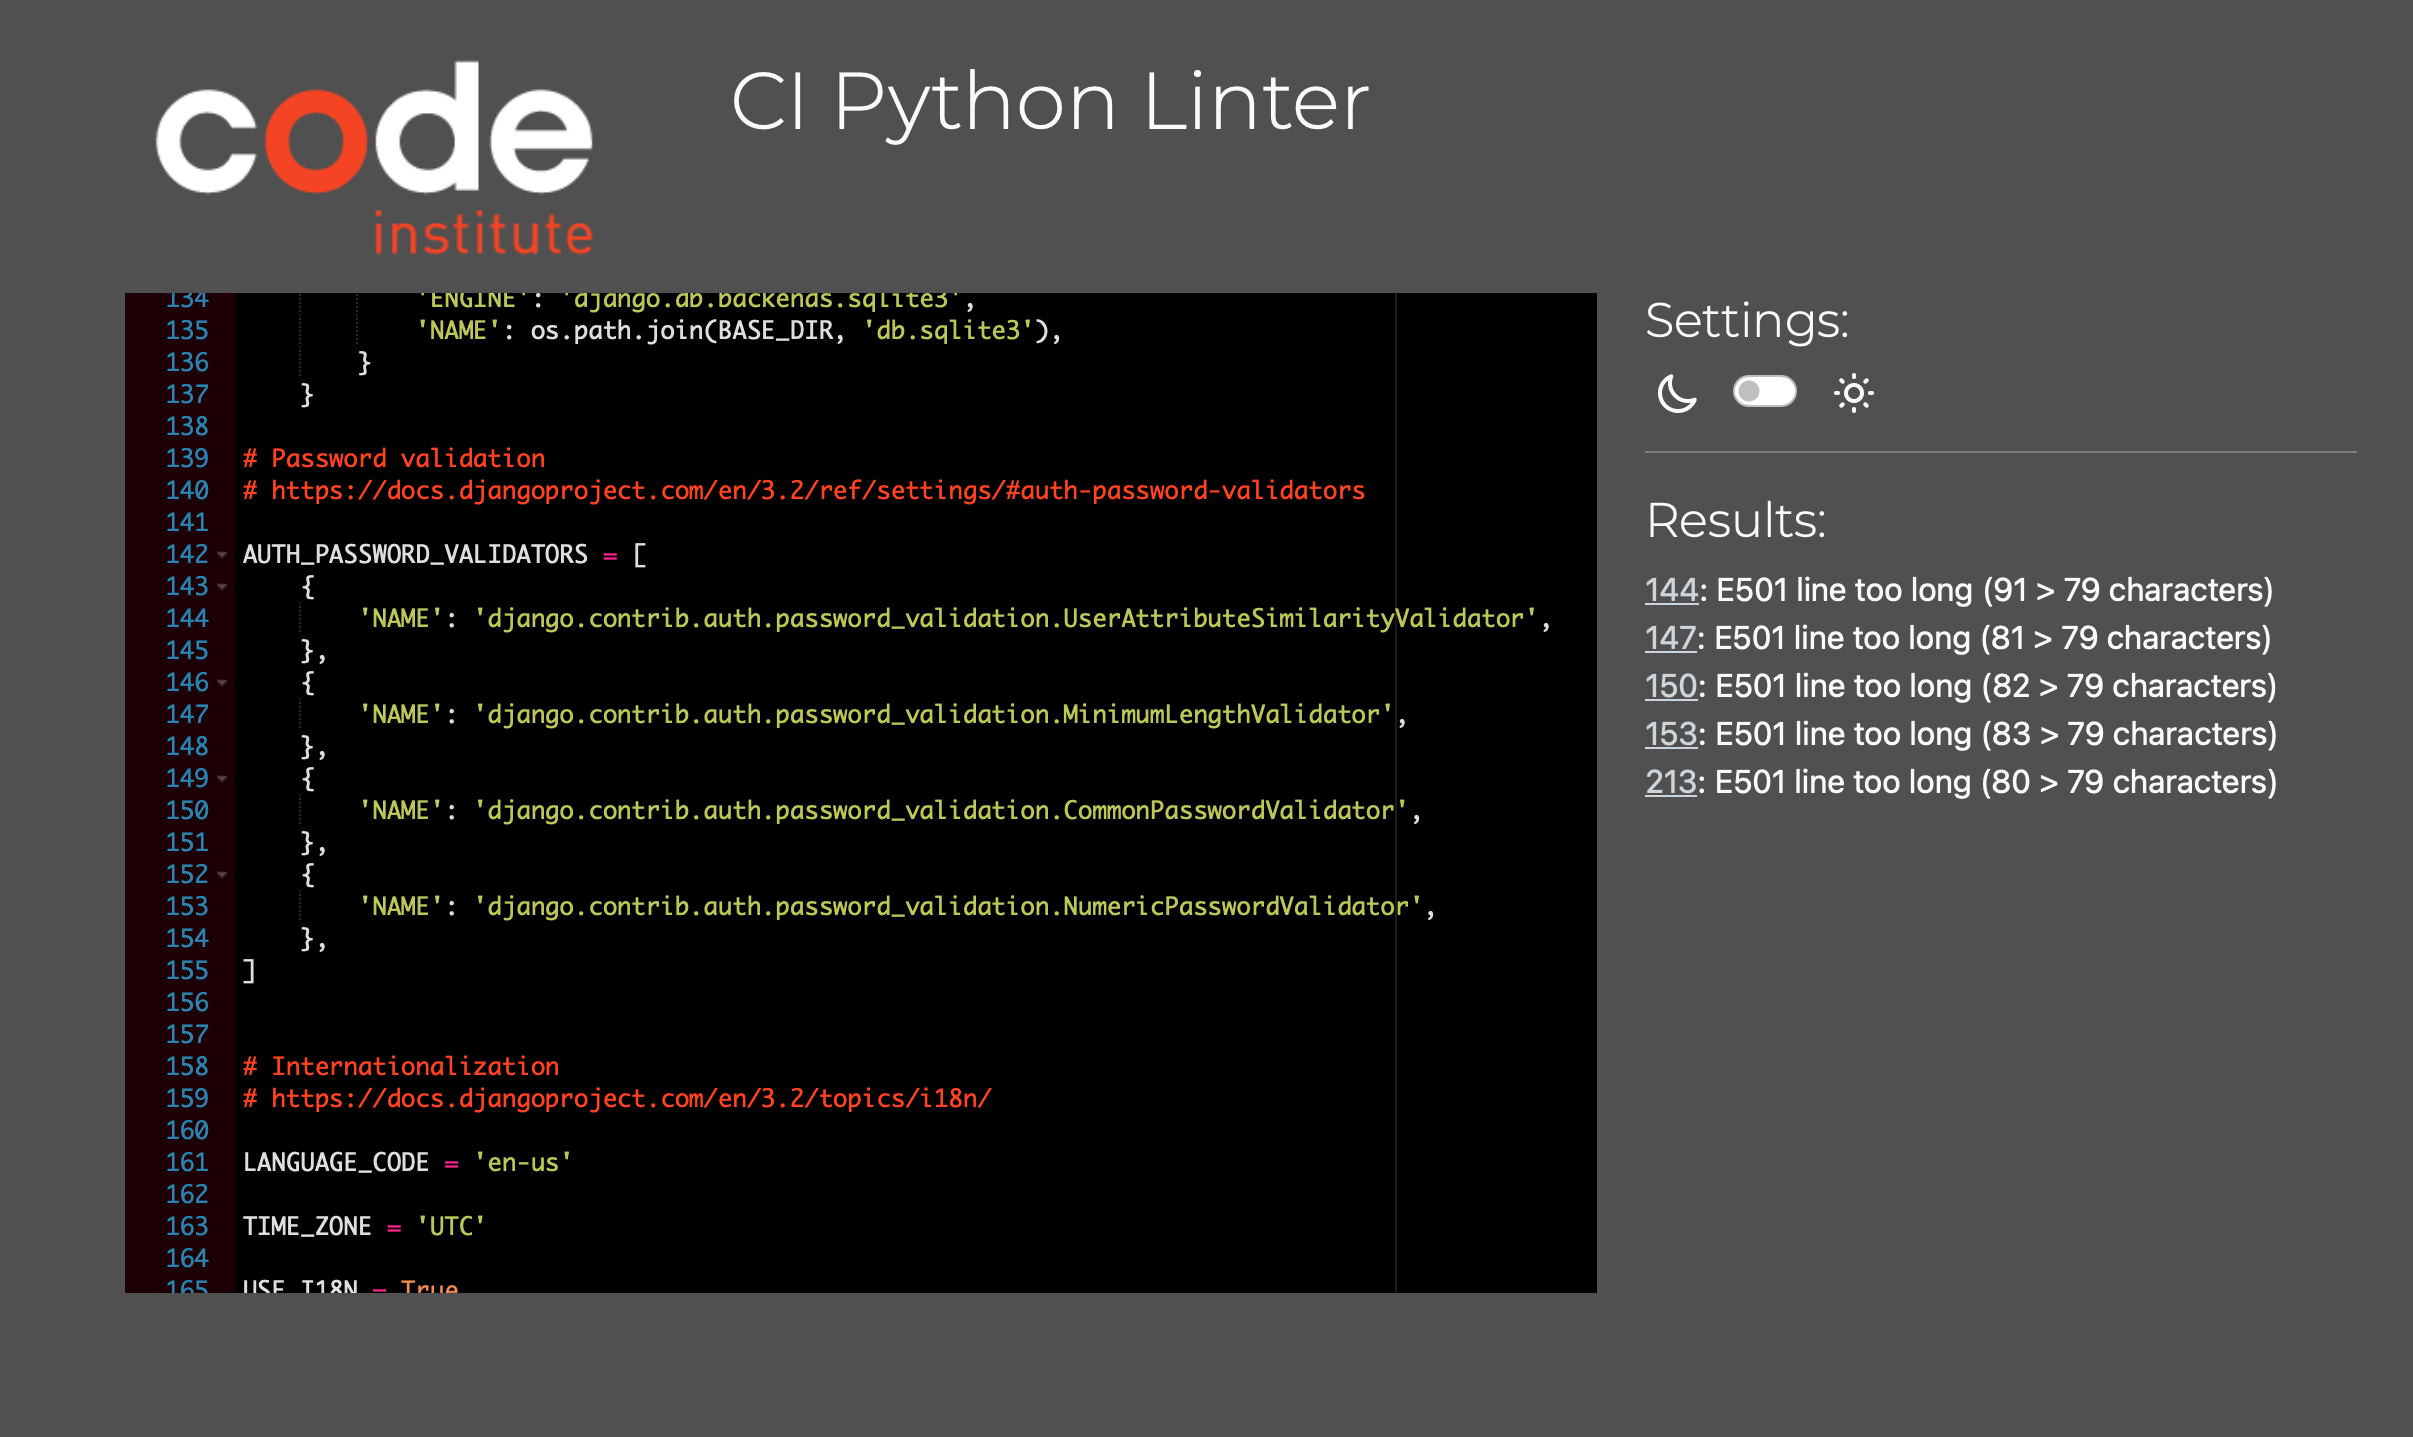 code
institute
CI Python Linter
134 'ENGINE': 'django.db.backends.sqlite3',
135 'NAME': os.path.join(BASE_DIR, 'db.sqlite3'),
136 }
137 }
138
139 # Password validation
140 # https://docs.djangoproject.com/en/3.2/ref/settings/#auth-password-validators
141
142 AUTH_PASSWORD_VALIDATORS = [
143 {
144 'NAME': 'django.contrib.auth.password_validation.UserAttributeSimilarityValidator',
145 },
146 {
147 'NAME': 'django.contrib.auth.password_validation.MinimumLengthValidator',
148 },
149 {
150 'NAME': 'django.contrib.auth.password_validation.CommonPasswordValidator',
151 },
152 {
153 'NAME': 'django.contrib.auth.password_validation.NumericPasswordValidator',
154 },
155 ]
156
157
158 # Internationalization
159 # https://docs.djangoproject.com/en/3.2/topics/i18n/
160
161 LANGUAGE_CODE = 'en-us'
162
163 TIME_ZONE = 'UTC'
164
165 USE_I18N = True
Settings:
Results:
144: E501 line too long (91 > 79 characters)
147: E501 line too long (81 > 79 characters)
150: E501 line too long (82 > 79 characters)
153: E501 line too long (83 > 79 characters)
213: E501 line too long (80 > 79 characters)